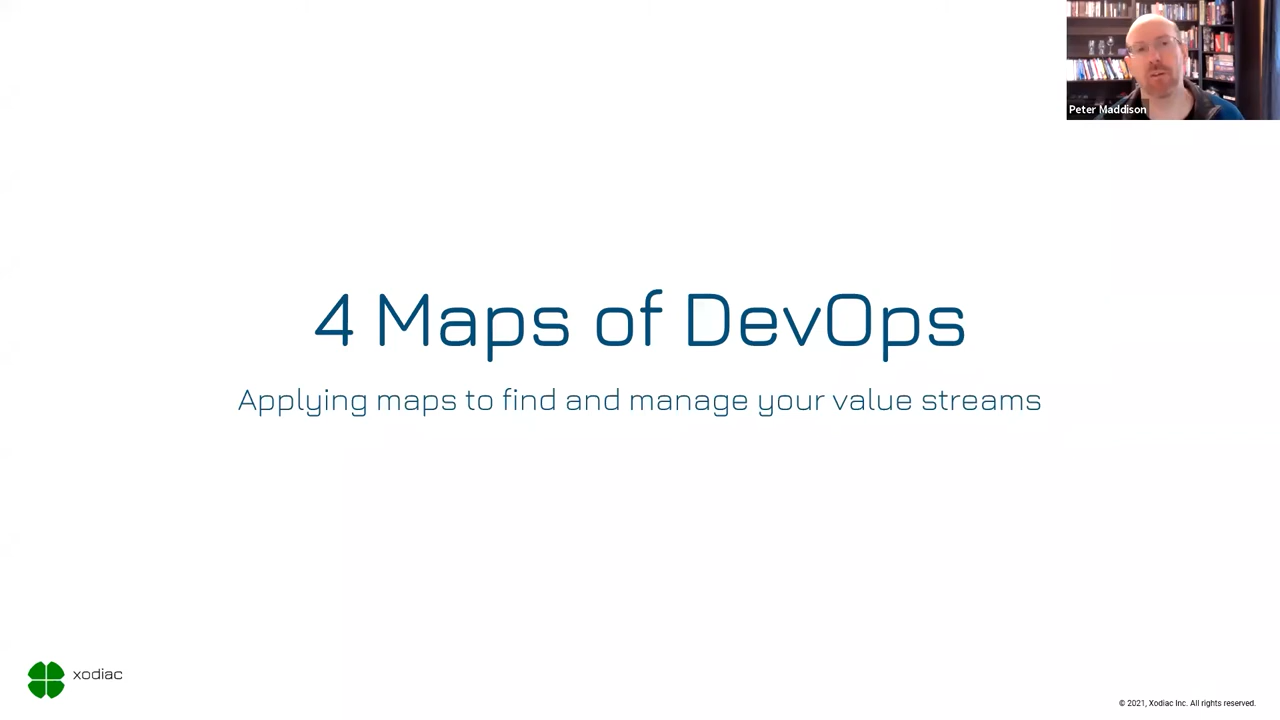 Peter Maddison
4 Maps of DevOps
Applying maps to find and manage your value streams
xodiac
© 2021, Xodiac Inc. All rights reserved.